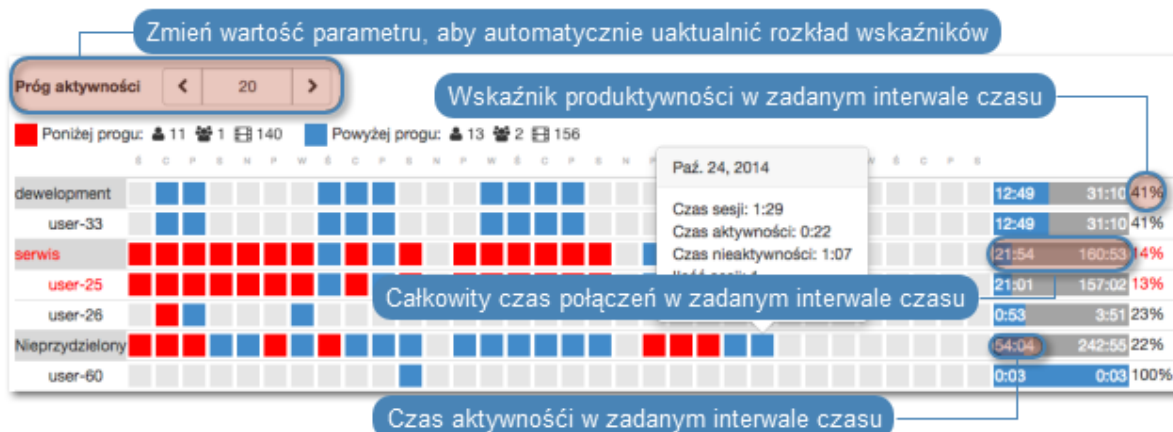 Zmień wartość parametru, aby automatycznie uaktualnić rozkład wskaźników
Próg aktywności 20
Wskaźnik produktywności w zadanym interwale czasu
Poniżej progu: 11 1 140 Powyżej progu: 13 2 156
Ś C P S N P W Ś C P S N P W Ś C P S N P W Ś C P S
Paź. 24, 2014
dewelopment 12:49 31:10 41%
Czas sesji: 1:29
user-33 12:49 31:10 41%
Czas aktywności: 0:22
serwis 21:54 160:53 14%
Czas nieaktywności: 1:07
user-25 21:01 157:02 13%
Całkowity czas połączeń w zadanym interwale czasu
user-26 0:53 3:51 23%
Nieprzydzielony 54:04 242:55 22%
user-60 0:03 0:03 100%
Czas aktywnośći w zadanym interwale czasu